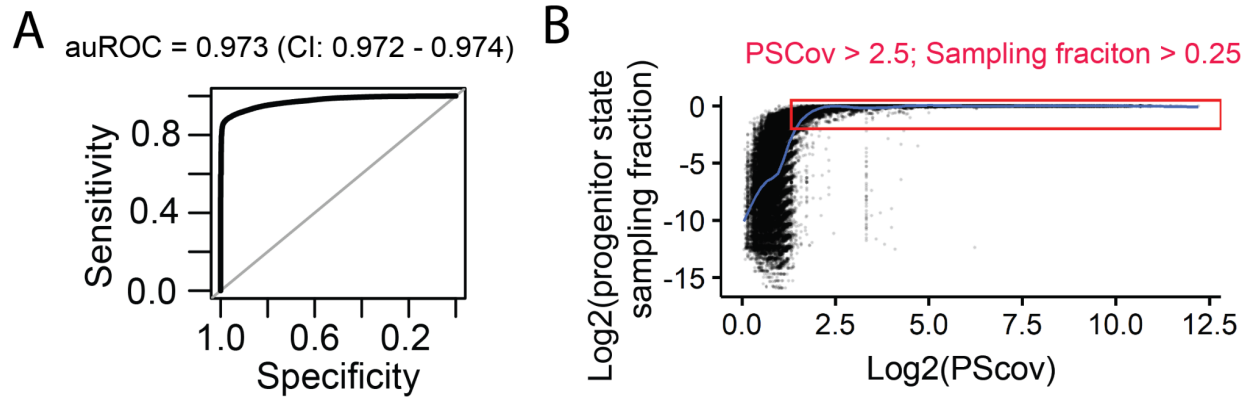 A
auROC = 0.973 (CI: 0.972 - 0.974)
Sensitivity
0.8
0.4
0.0
1.0 0.6 0.2
Specificity
B
PSCov > 2.5; Sampling fraciton > 0.25
Log2(progenitor state
sampling fraction)
0
-5
-10
-15
0.0 2.5 5.0 7.5 10.0 12.5
Log2(PScov)